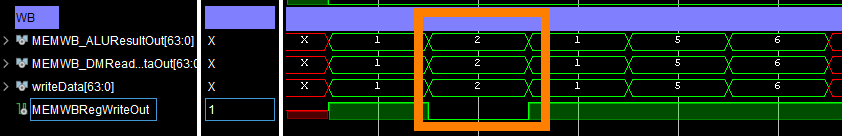 WB
MEMWB_ALUResultOut[63:0] X X 1 2 1 5 6
MEMWB_DMRead...taOut[63:0 X X 1 2 1 5 6
writeData[63:0] X X 1 2 1 5 6
MEMWBRegWriteOut 1